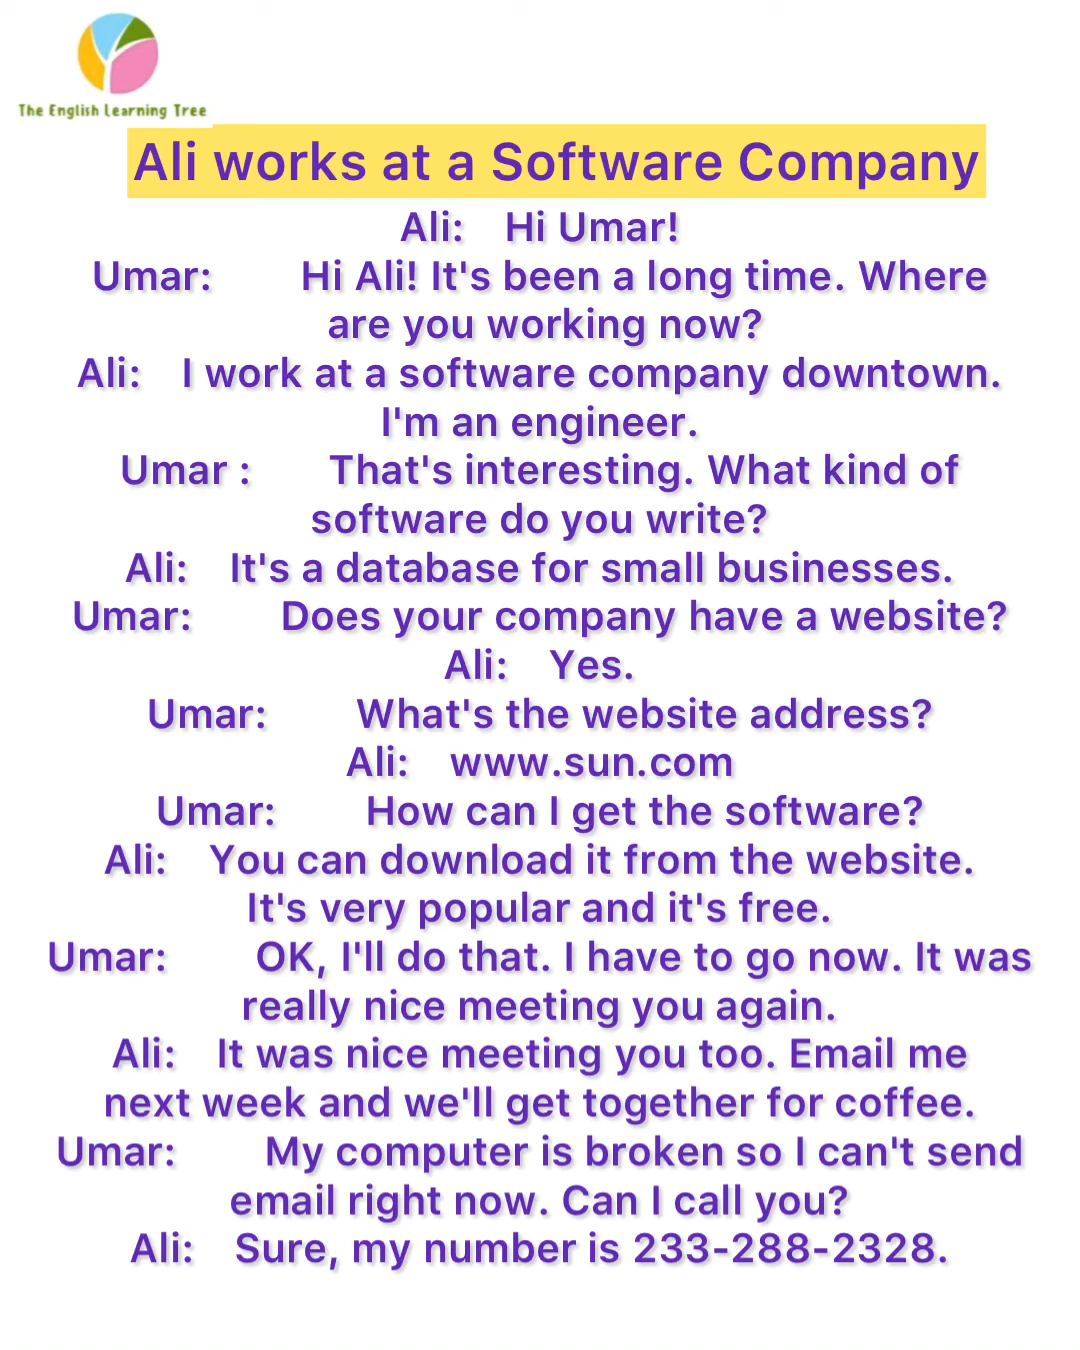 The English Learning Tree
Ali works at a Software Company
Ali: Hi Umar!
Umar: Hi Ali! It's been a long time. Where
are you working now?
Ali: I work at a software company downtown.
I'm an engineer.
Umar : That's interesting. What kind of
software do you write?
Ali: It's a database for small businesses.
Umar: Does your company have a website?
Ali: Yes.
Umar: What's the website address?
Ali: www.sun.com
Umar: How can I get the software?
Ali: You can download it from the website.
It's very popular and it's free.
Umar: OK, I'll do that. I have to go now. It was
really nice meeting you again.
Ali: It was nice meeting you too. Email me
next week and we'll get together for coffee.
Umar: My computer is broken so I can't send
email right now. Can I call you?
Ali: Sure, my number is 233-288-2328.